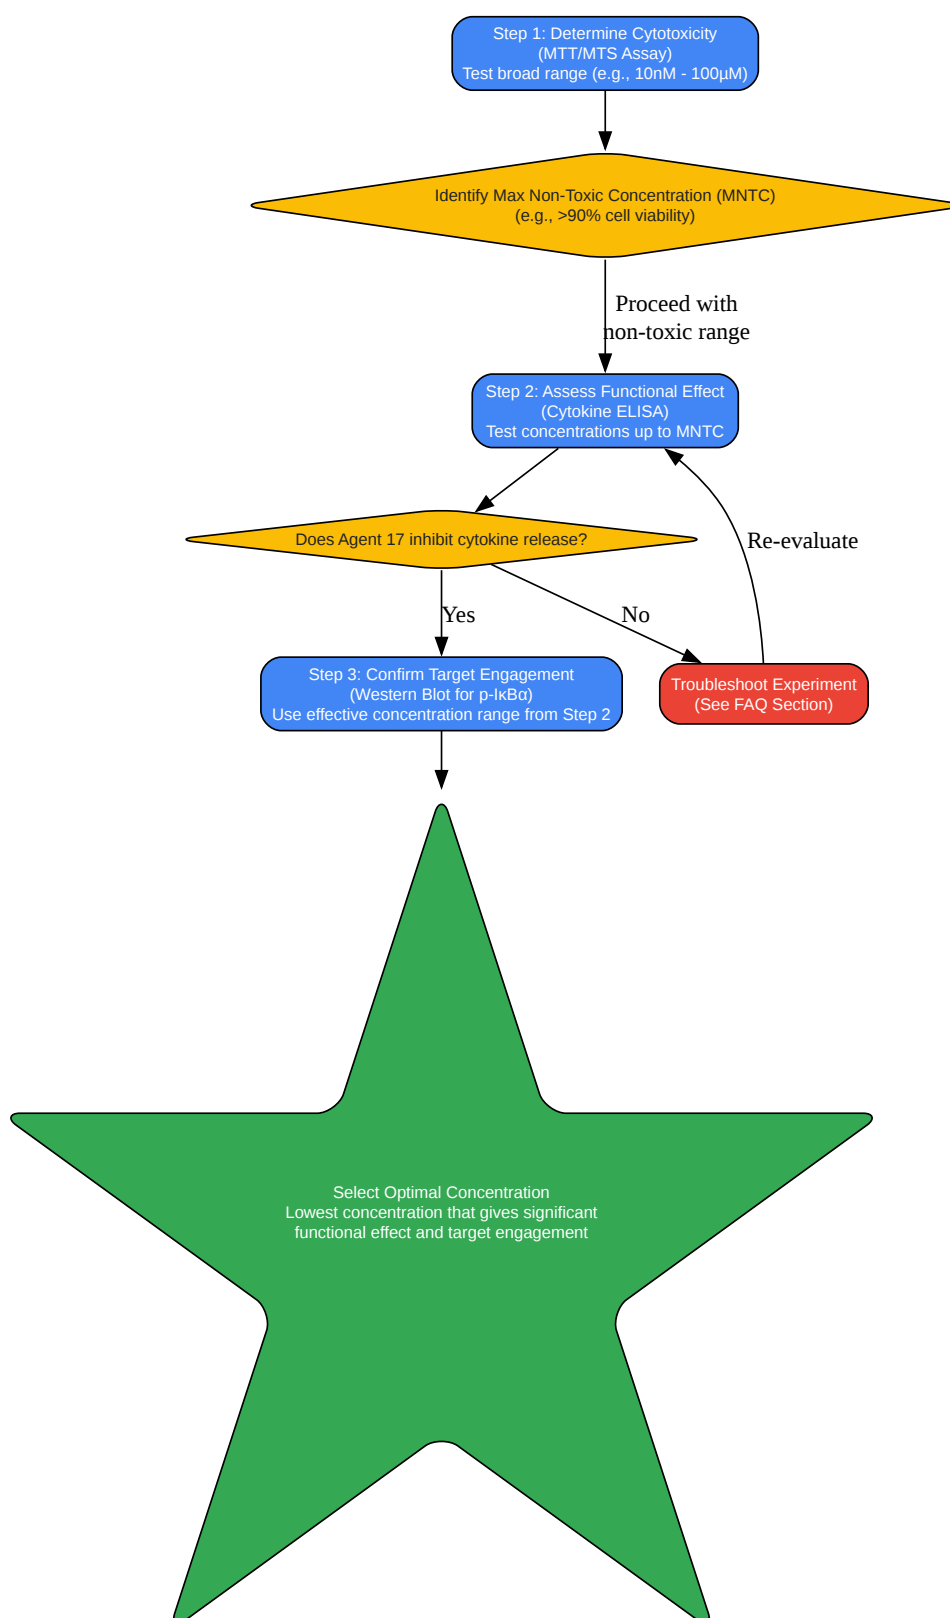 Step 1: Determine Cytotoxicity
(MTT/MTS Assay)
Test broad range (e.g., 10nM - 100µM)
Identify Max Non-Toxic Concentration (MNTC)
(e.g., >90% cell viability)
Proceed with
non-toxic range
Step 2: Assess Functional Effect
(Cytokine ELISA)
Test concentrations up to MNTC
Does Agent 17 inhibit cytokine release?
Re-evaluate
Yes
No
Step 3: Confirm Target Engagement
(Western Blot for p-IκBα)
Use effective concentration range from Step 2
Troubleshoot Experiment
(See FAQ Section)
Select Optimal Concentration
Lowest concentration that gives significant
functional effect and target engagement